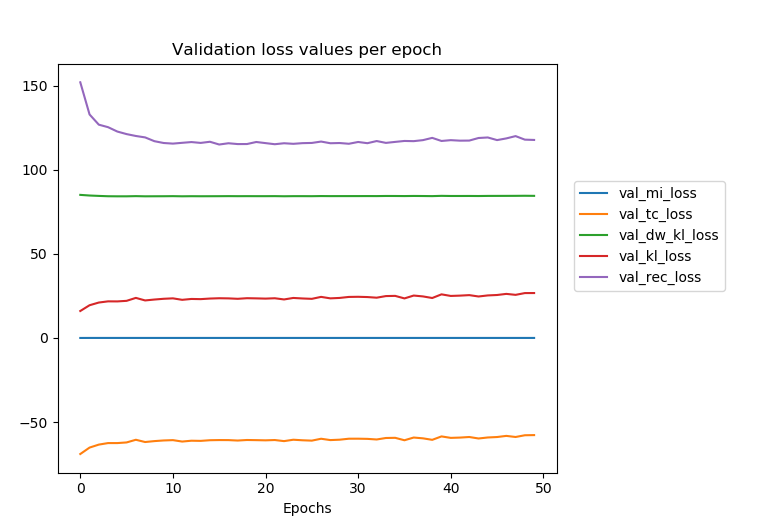 Validation loss values per epoch
150
100
50
0
−50
0 10 20 30 40 50
Epochs
val_mi_loss
val_tc_loss
val_dw_kl_loss
val_kl_loss
val_rec_loss